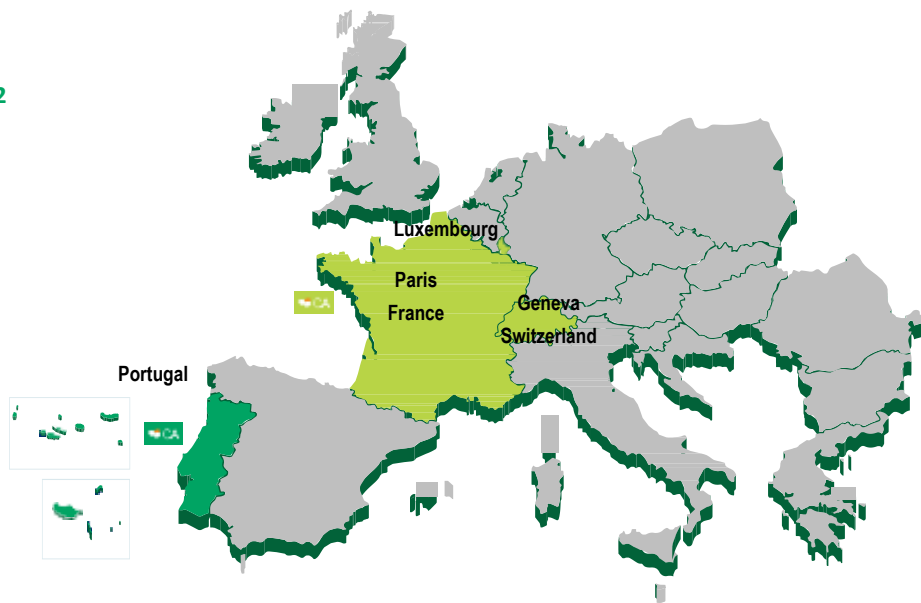 2
Luxembourg
Paris
France
Geneva
Switzerland
CA
Portugal
CA